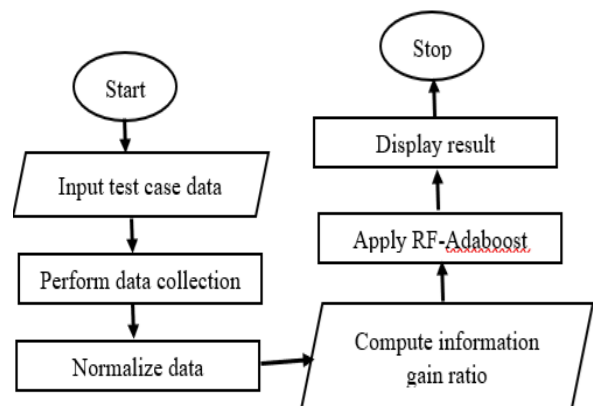 Start
Input test case data
Perform data collection
Normalize data
Compute information
gain ratio
Apply RF-Adaboost
Display result
Stop